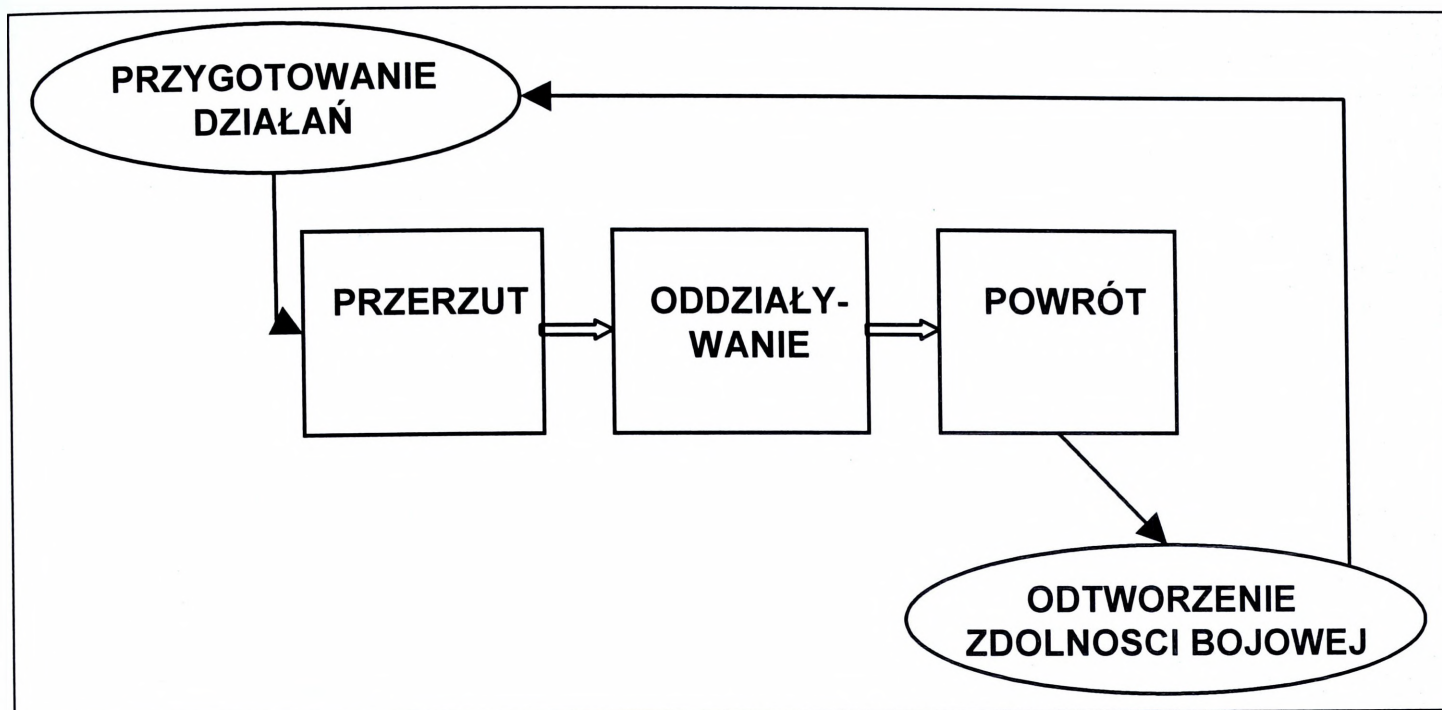 PRZYGOTOWANIE
DZIAŁAŃ
PRZERZUT
ODDZIAŁY-
WANIE
POWRÓT
ODTWORZENIE
ZDOLNOSCI BOJOWEJ